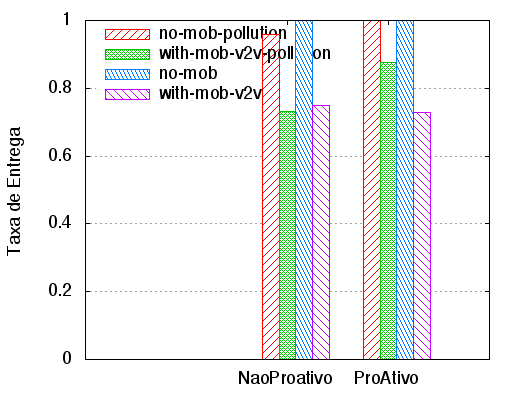 no-mob-pollution
with-mob-v2v-pollution
no-mob
with-mob-v2v
Taxa de Entrega
1
0.8
0.6
0.4
0.2
0
NaoProativo
ProAtivo